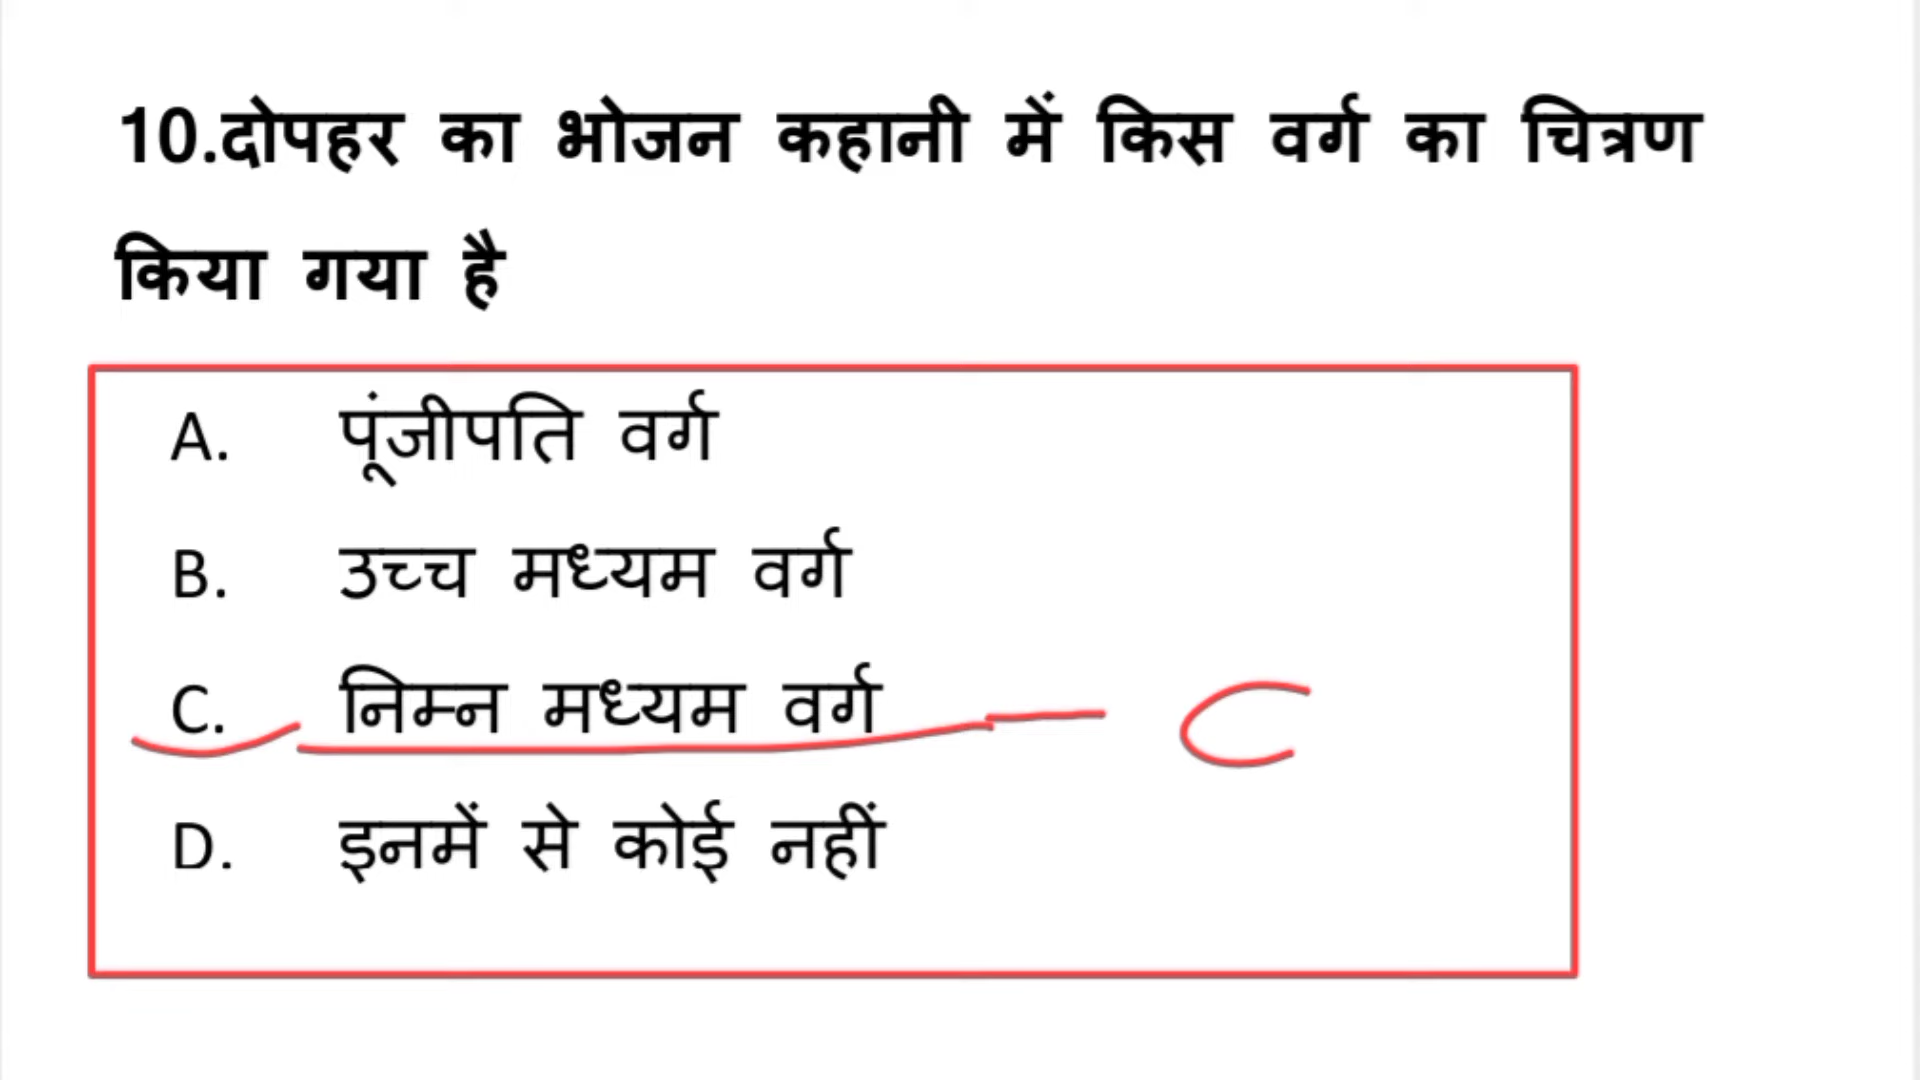 10.दोपहर का भोजन कहानी में किस वर्ग का चित्रण
किया गया है
A. पूंजीपति वर्ग
B. उच्च मध्यम वर्ग
C. निम्न मध्यम वर्ग — C
D. इनमें से कोई नहीं